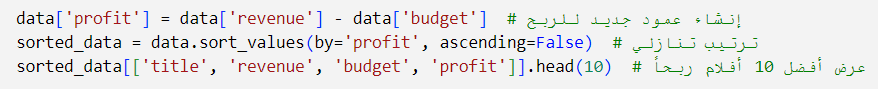 data['profit'] = data['revenue'] - data['budget']  # إنشاء عمود جديد للربح
sorted_data = data.sort_values(by='profit', ascending=False)  # ترتيب تنازلي
sorted_data[['title', 'revenue', 'budget', 'profit']].head(10)  # عرض أفضل 10 أفلام ربحاً